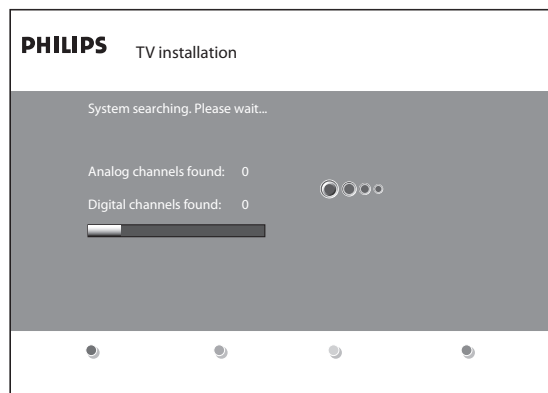 PHILIPS
TV installation
System searching. Please wait...
Analog channels found: 0
Digital channels found: 0